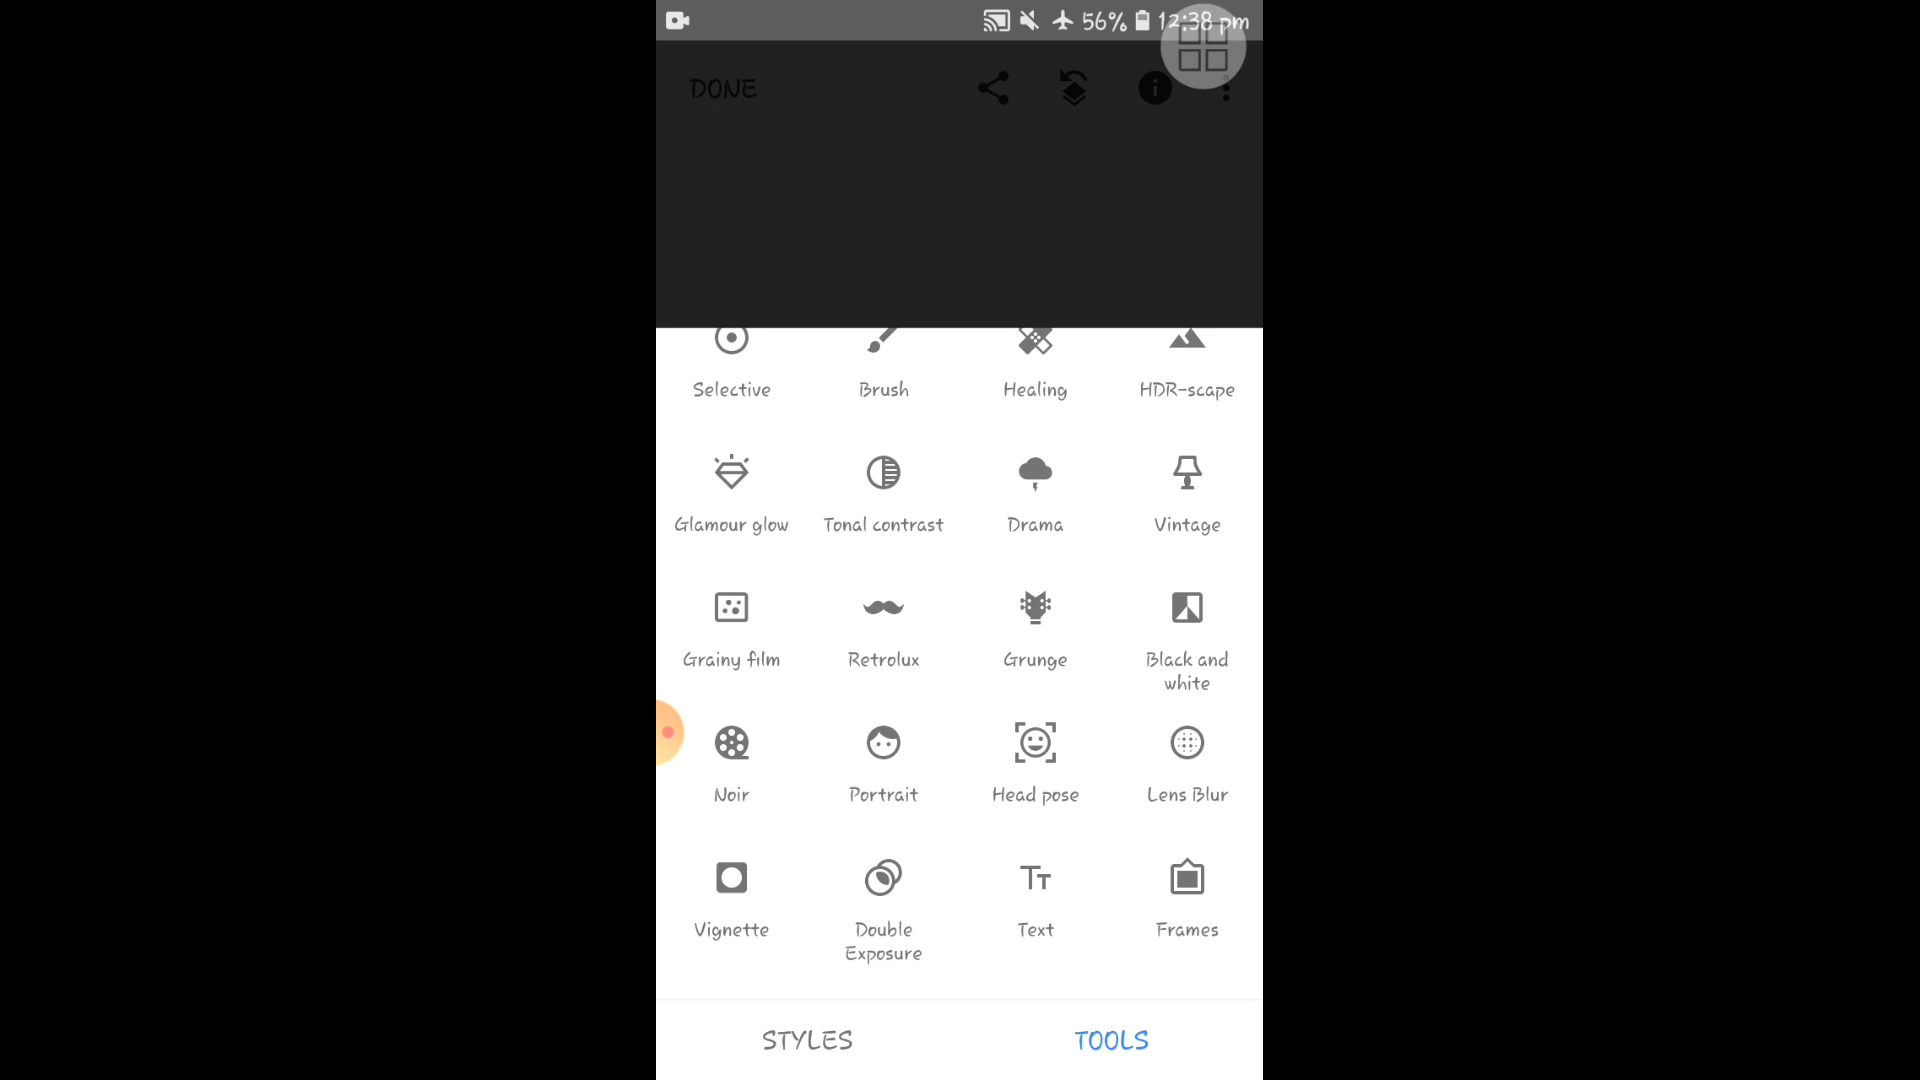 56% 12:38 pm
DONE
Selective Brush Healing HDR-scape
Glamour glow Tonal contrast Drama Vintage
Grainy film Retrolux Grunge Black and
white
Noir Portrait Head pose Lens Blur
Vignette Double Text Frames
Exposure
STYLES TOOLS